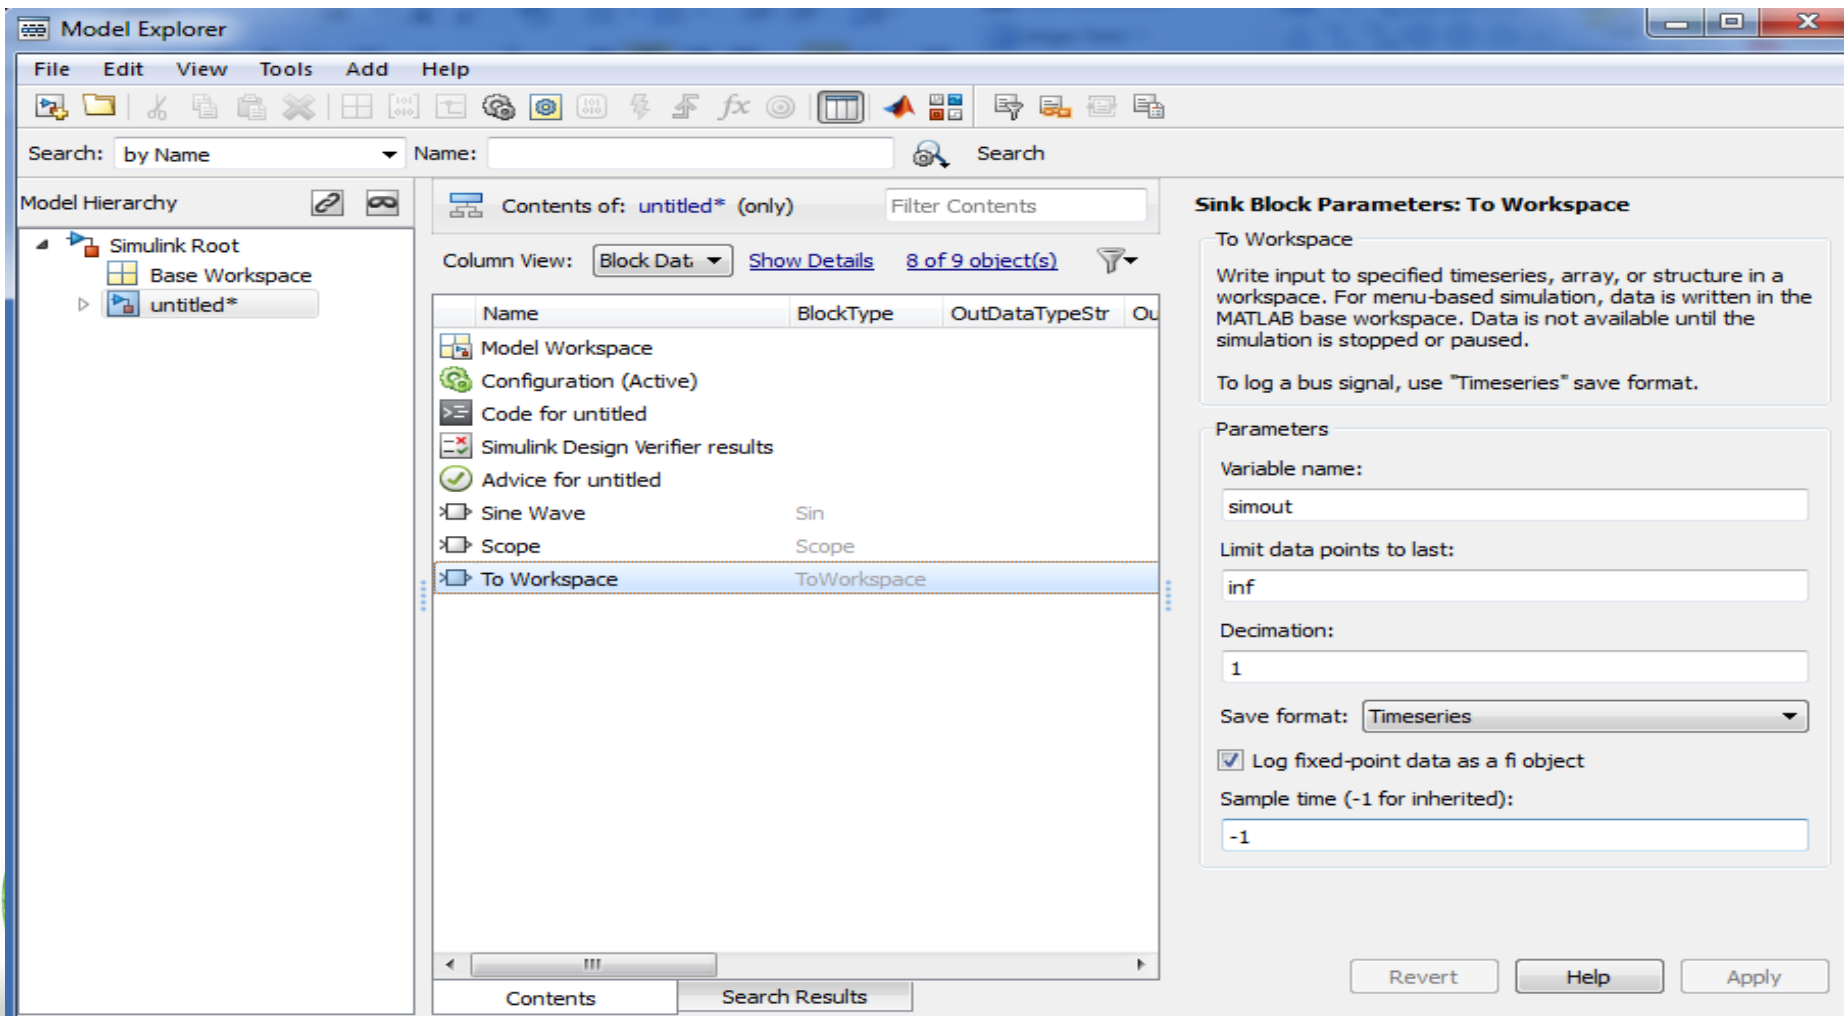 Model Explorer
File Edit View Tools Add Help
Search: by Name Name: Search
Model Hierarchy
Simulink Root
Base Workspace
untitled*
Contents of: untitled* (only) Filter Contents
Column View: Block Dat Show Details 8 of 9 object(s)
Name BlockType OutDataTypeStr Ou
Model Workspace
Configuration (Active)
Code for untitled
Simulink Design Verifier results
Advice for untitled
Sine Wave Sin
Scope Scope
To Workspace ToWorkspace
Contents Search Results
Sink Block Parameters: To Workspace
To Workspace
Write input to specified timeseries, array, or structure in a
workspace. For menu-based simulation, data is written in the
MATLAB base workspace. Data is not available until the
simulation is stopped or paused.
To log a bus signal, use "Timeseries" save format.
Parameters
Variable name:
simout
Limit data points to last:
inf
Decimation:
1
Save format: Timeseries
Log fixed-point data as a fi object
Sample time (-1 for inherited):
-1
Revert Help Apply